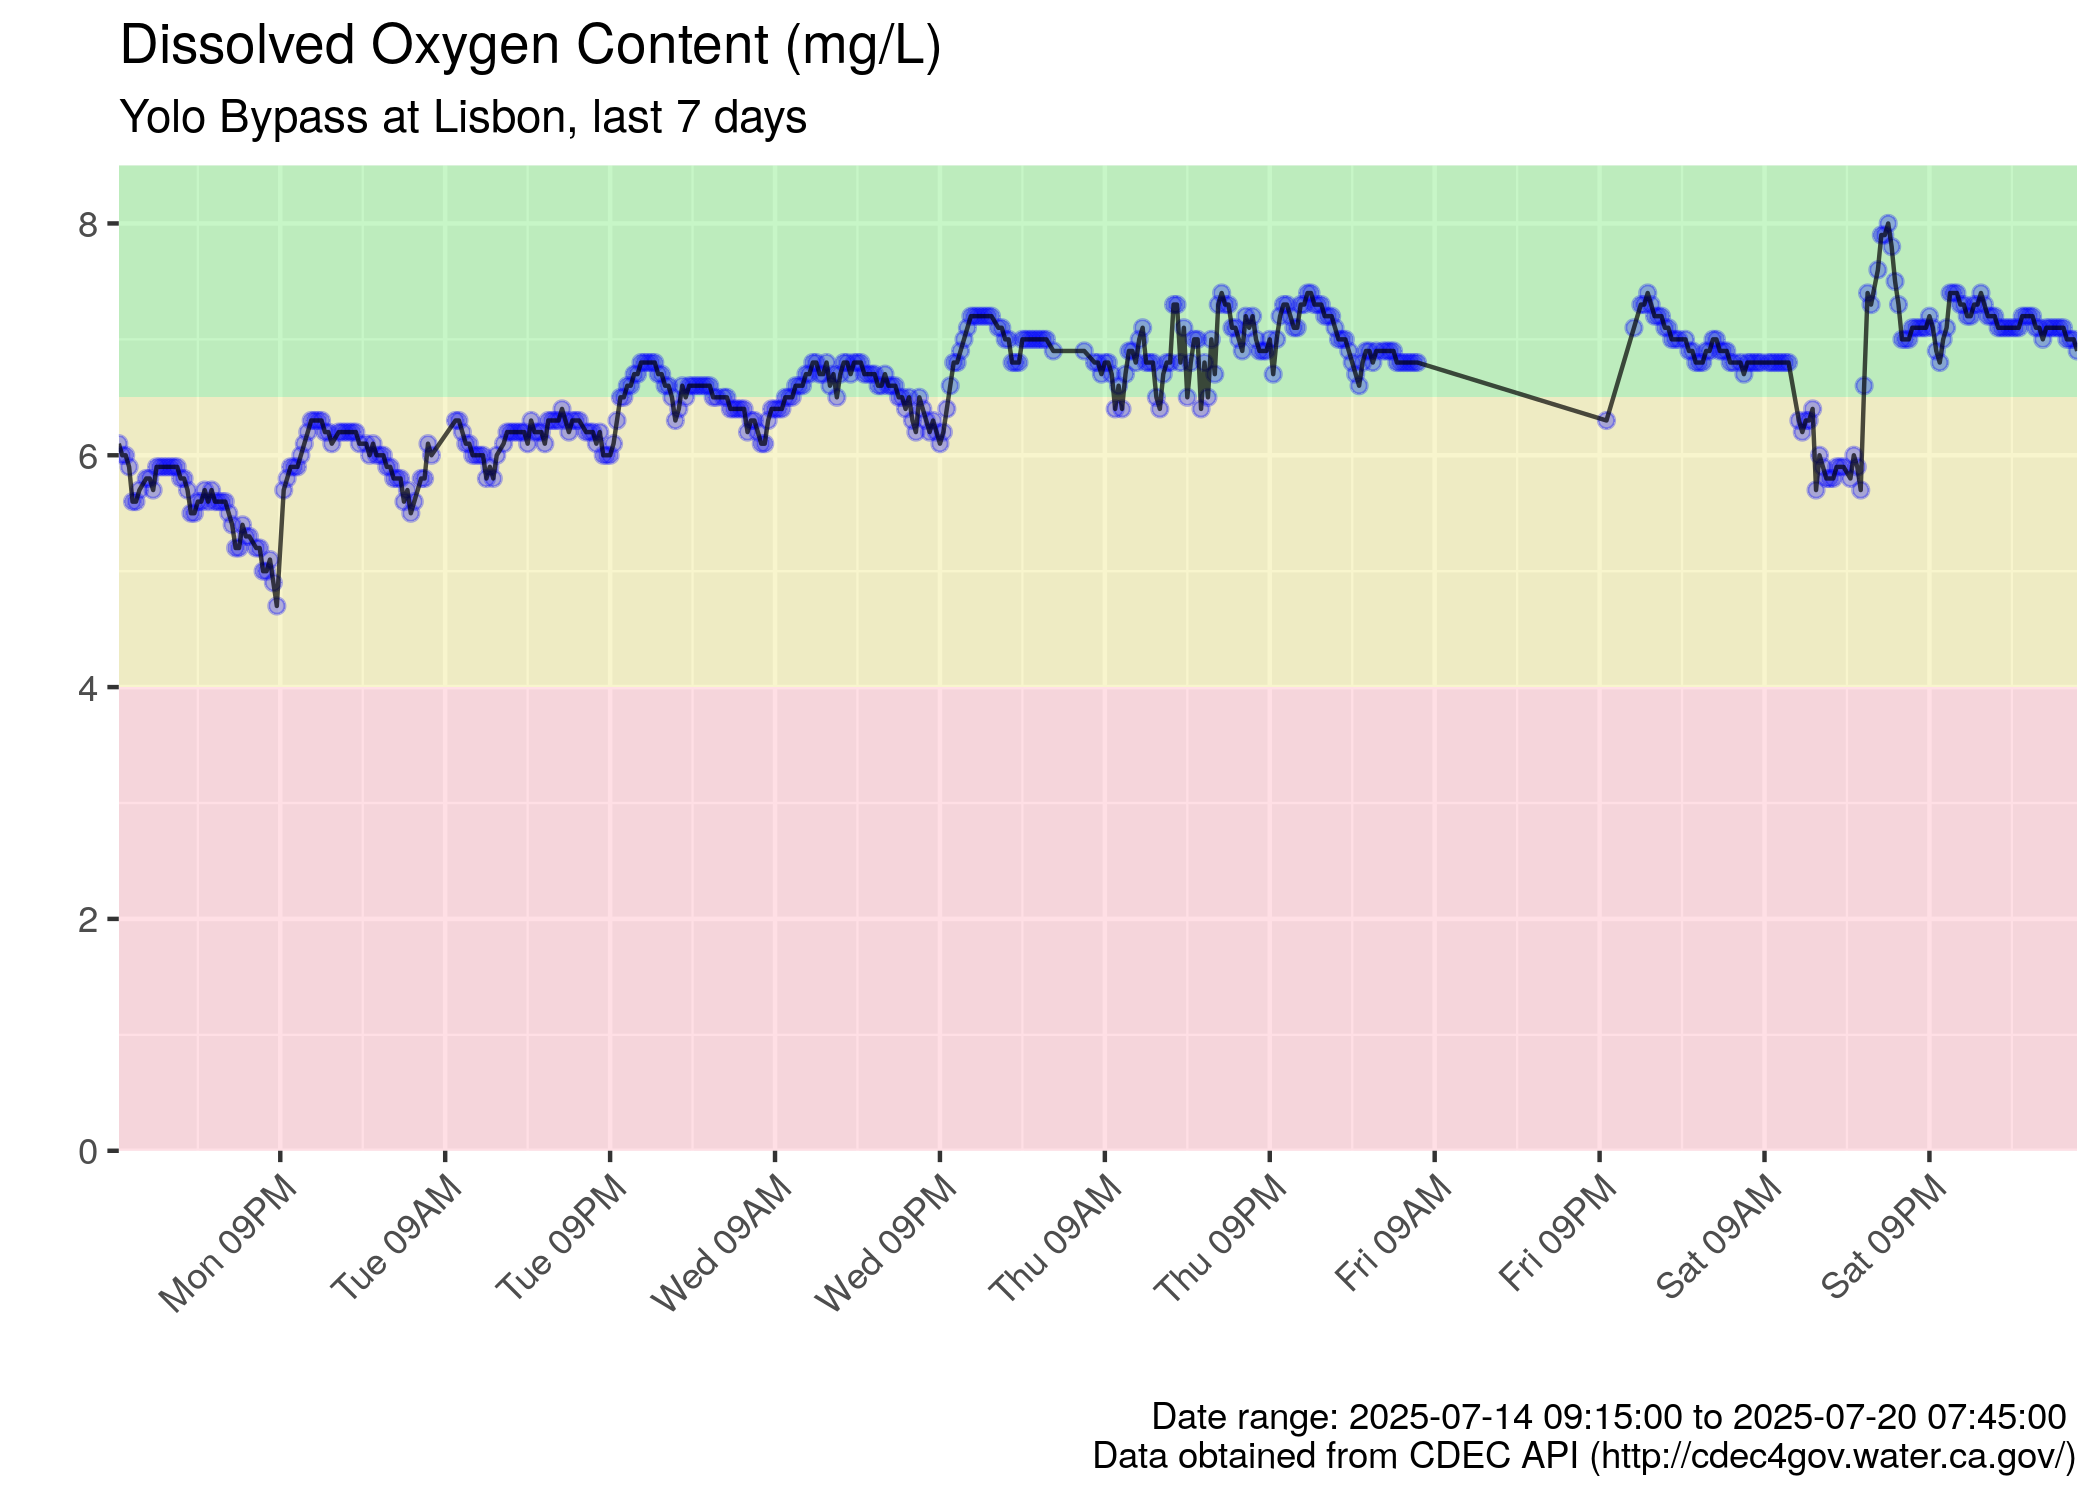 Dissolved Oxygen Content (mg/L)
Yolo Bypass at Lisbon, last 7 days
8
6
4
2
0
Mon 09PM
Tue 09AM
Tue 09PM
Wed 09AM
Wed 09PM
Thu 09AM
Thu 09PM
Fri 09AM
Fri 09PM
Sat 09AM
Sat 09PM
Date range: 2025-07-14 09:15:00 to 2025-07-20 07:45:00
Data obtained from CDEC API (http://cdec4gov.water.ca.gov/)